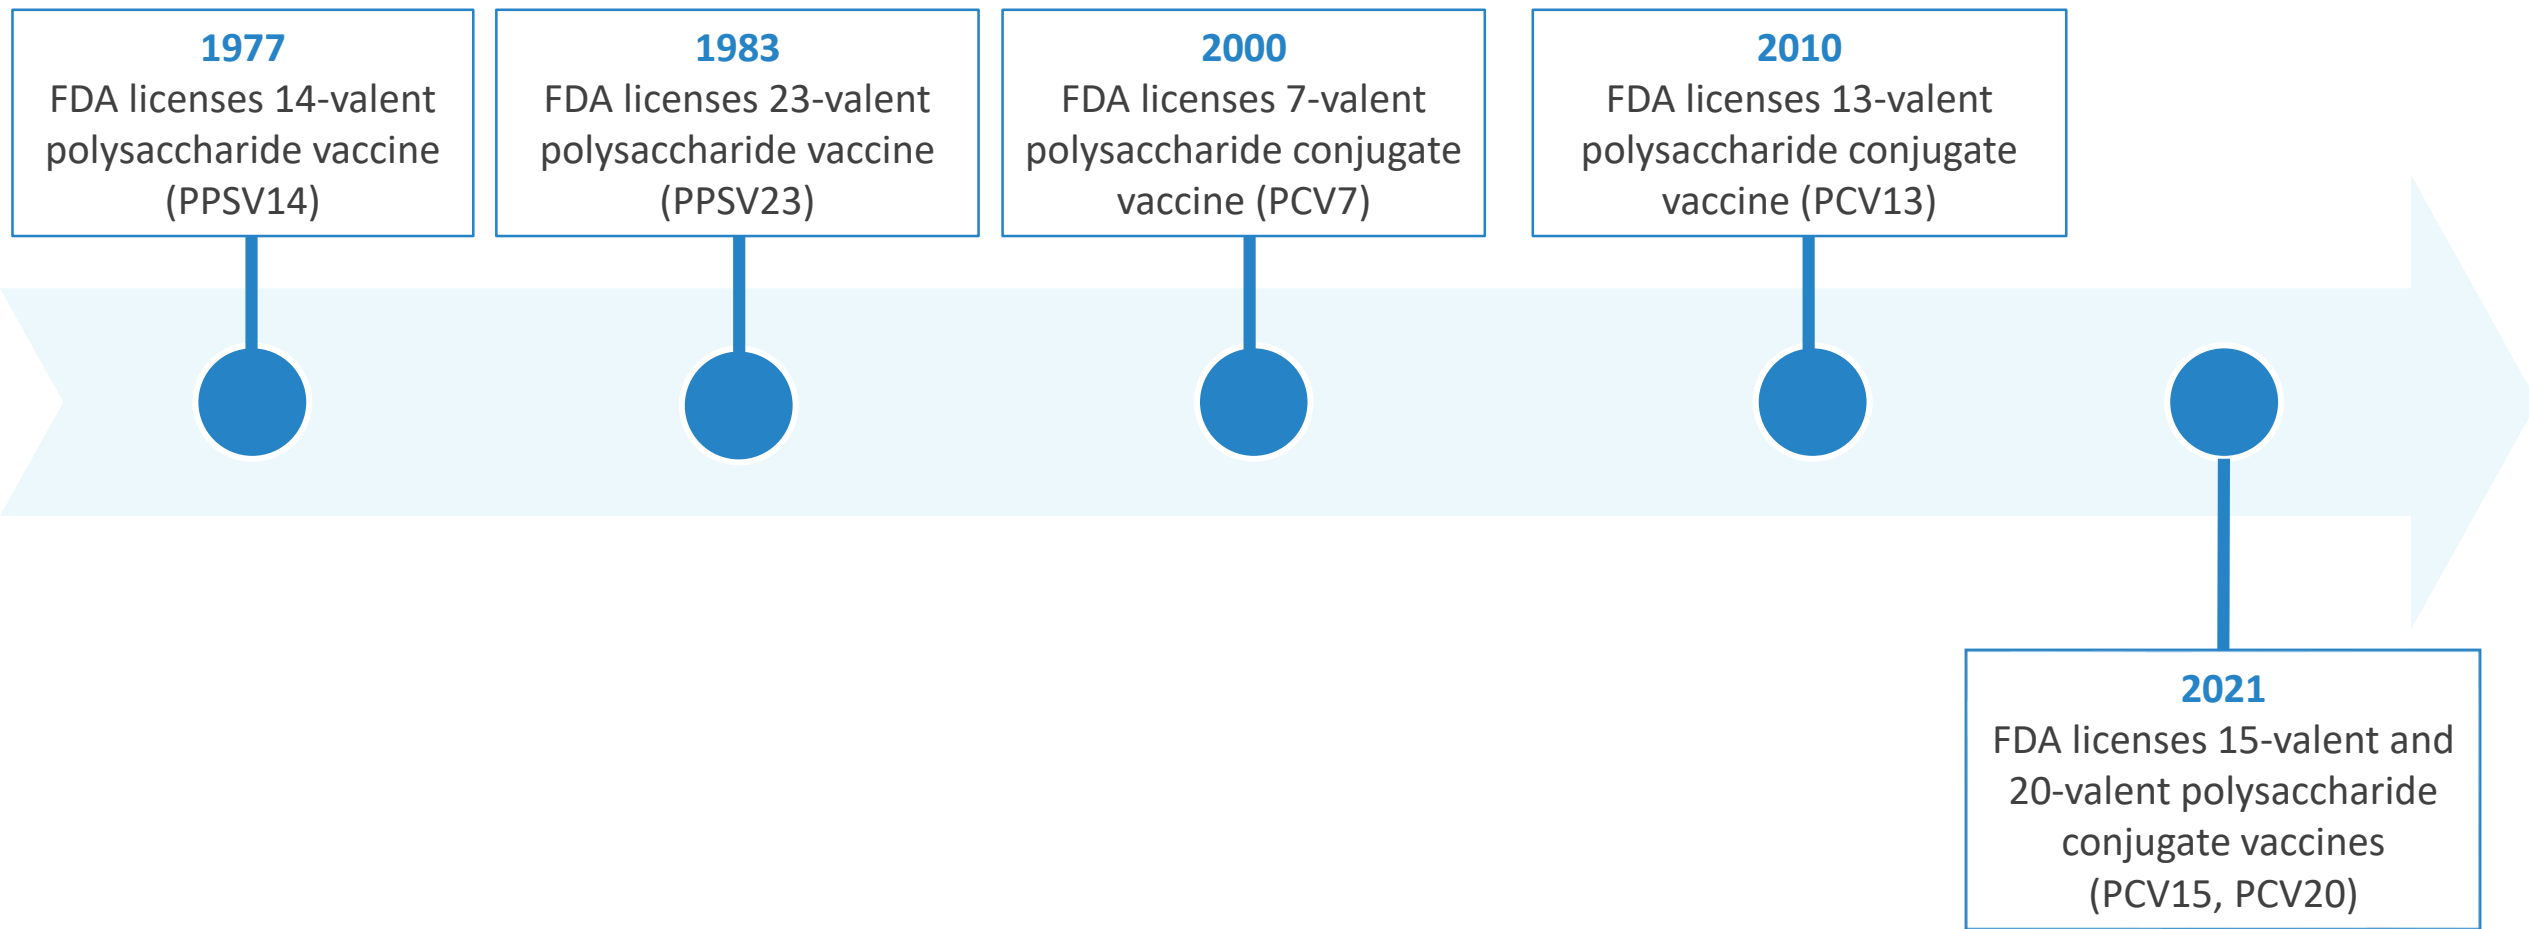 1977
FDA licenses 14-valent
polysaccharide vaccine
(PPSV14)
1983
FDA licenses 23-valent
polysaccharide vaccine
(PPSV23)
2000
FDA licenses 7-valent
polysaccharide conjugate
vaccine (PCV7)
2010
FDA licenses 13-valent
polysaccharide conjugate
vaccine (PCV13)
2021
FDA licenses 15-valent and
20-valent polysaccharide
conjugate vaccines
(PCV15, PCV20)